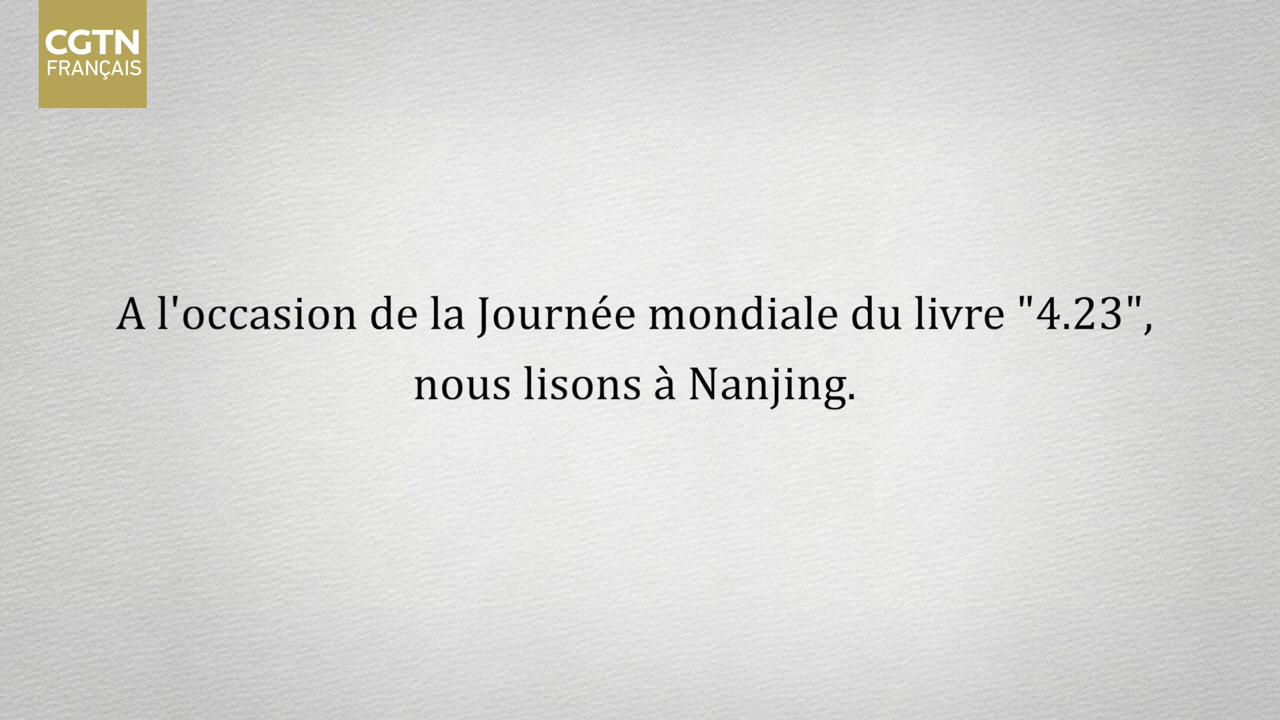 CGTN
FRANÇAIS
A l'occasion de la Journée mondiale du livre "4.23",
nous lisons à Nanjing.